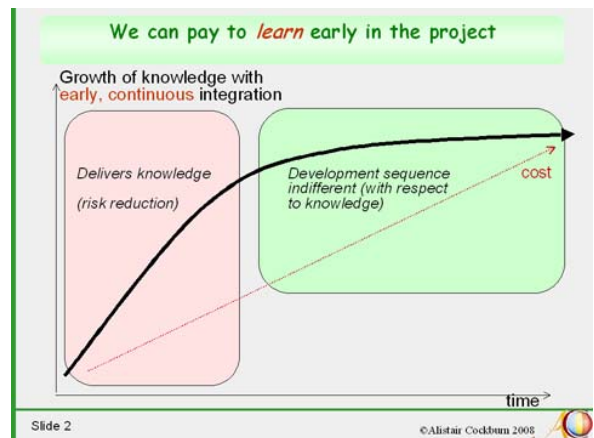 We can pay to learn early in the project
Growth of knowledge with
early, continuous integration
Delivers knowledge
(risk reduction)
Development sequence
indifferent (with respect
to knowledge)
cost
time
Slide 2
©Alistair Cockburn 2008